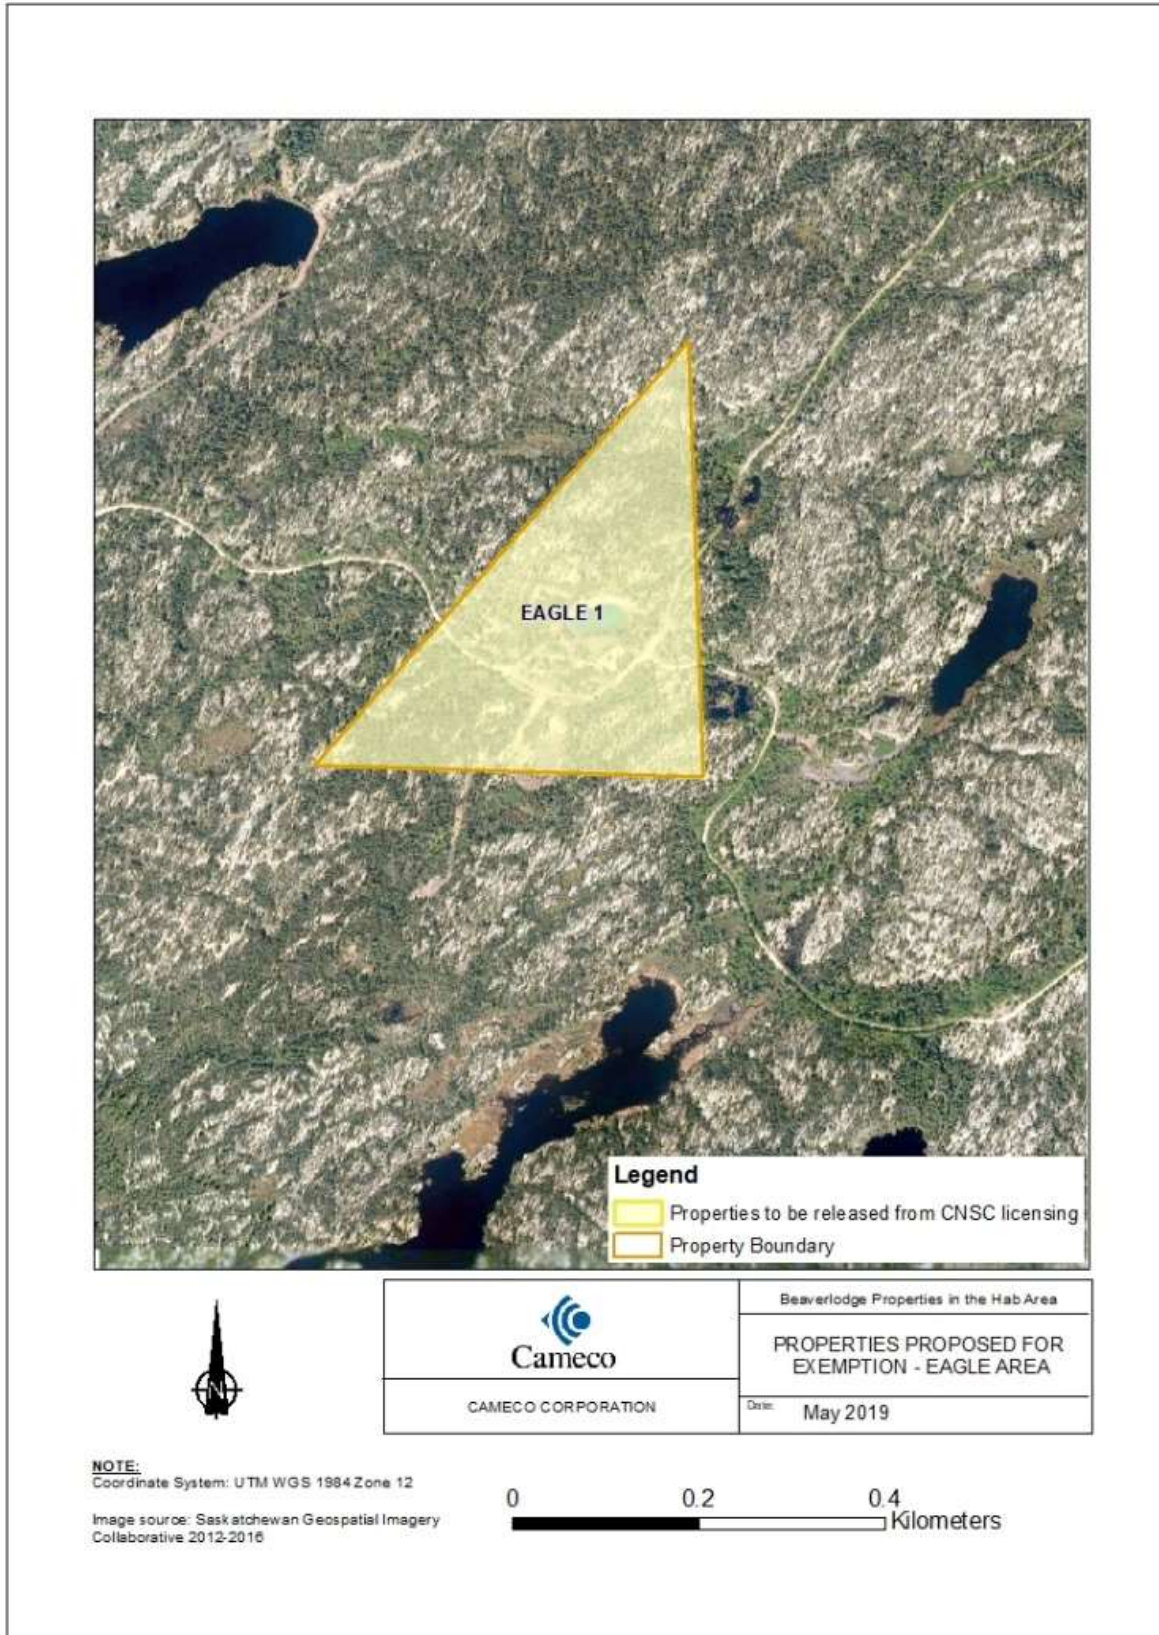 EAGLE 1
Legend
Properties to be released from CNSC licensing
Property Boundary
N
Cameco
CAMECO CORPORATION
Beaverlodge Properties in the Hab Area
PROPERTIES PROPOSED FOR
EXEMPTION - EAGLE AREA
Date: May 2019
NOTE:
Coordinate System: UTM WGS 1984 Zone 12
Image source: Saskatchewan Geospatial Imagery
Collaborative 2012-2016
0 0.2 0.4
Kilometers